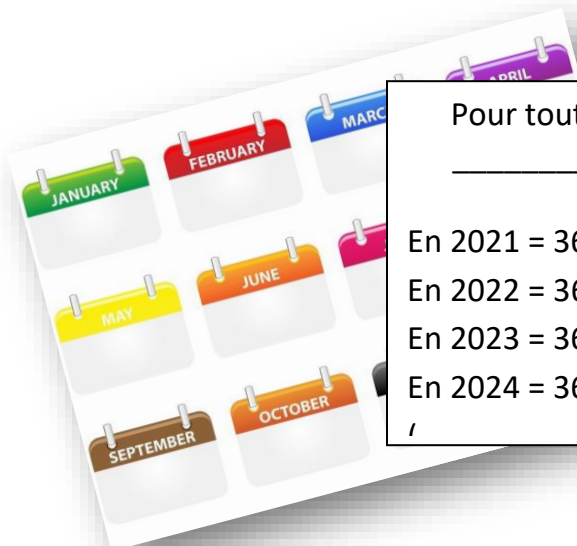 JANUARY
FEBRUARY
MARC
APRIL
MAY
JUNE
SEPTEMBER
OCTOBER
Pour tout
En 2021 = 36
En 2022 = 36
En 2023 = 36
En 2024 = 36
(